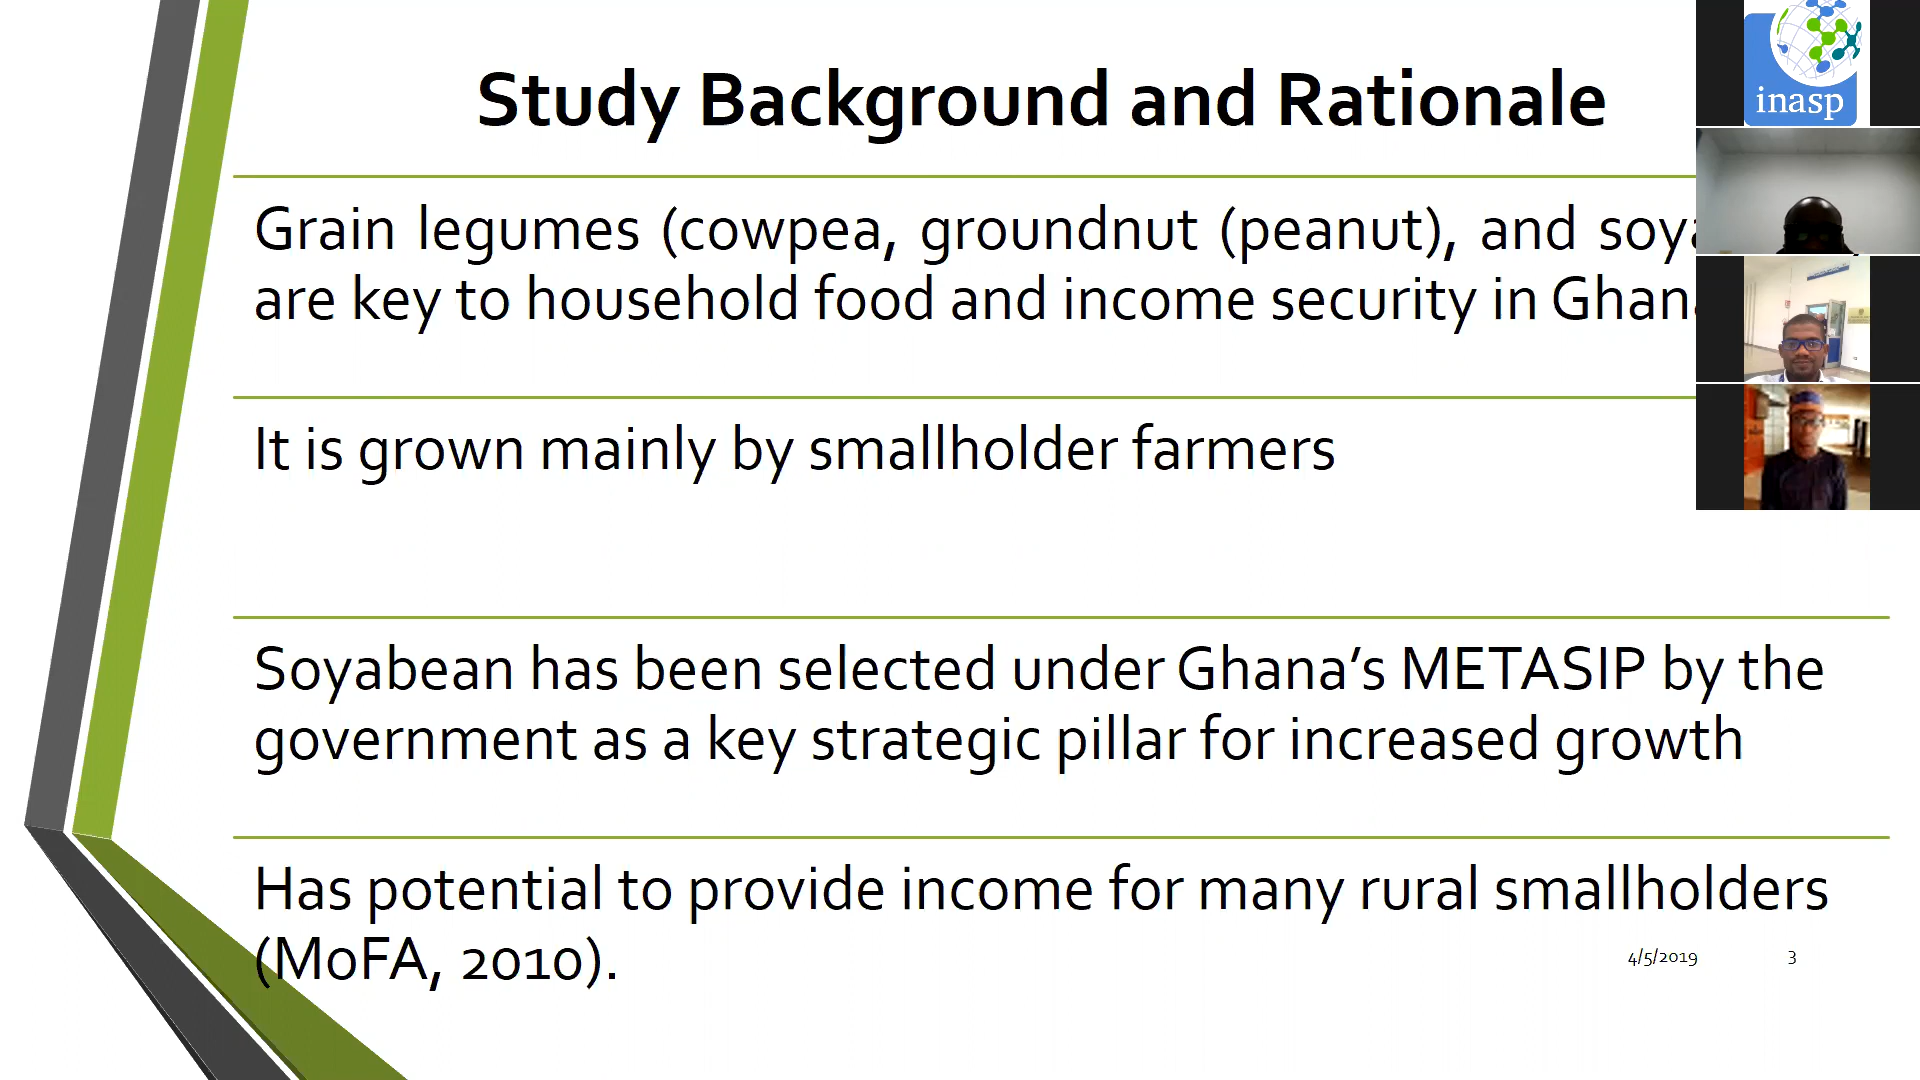 Study Background and Rationale
inasp
Grain legumes (cowpea, groundnut (peanut), and
are key to household food and income security in
It is grown mainly by smallholder farmers
Soyabean has been selected under Ghana’s METASIP by the
government as a key strategic pillar for increased growth
Has potential to provide income for many rural smallholders
(MoFA, 2010).
4/5/2019 3